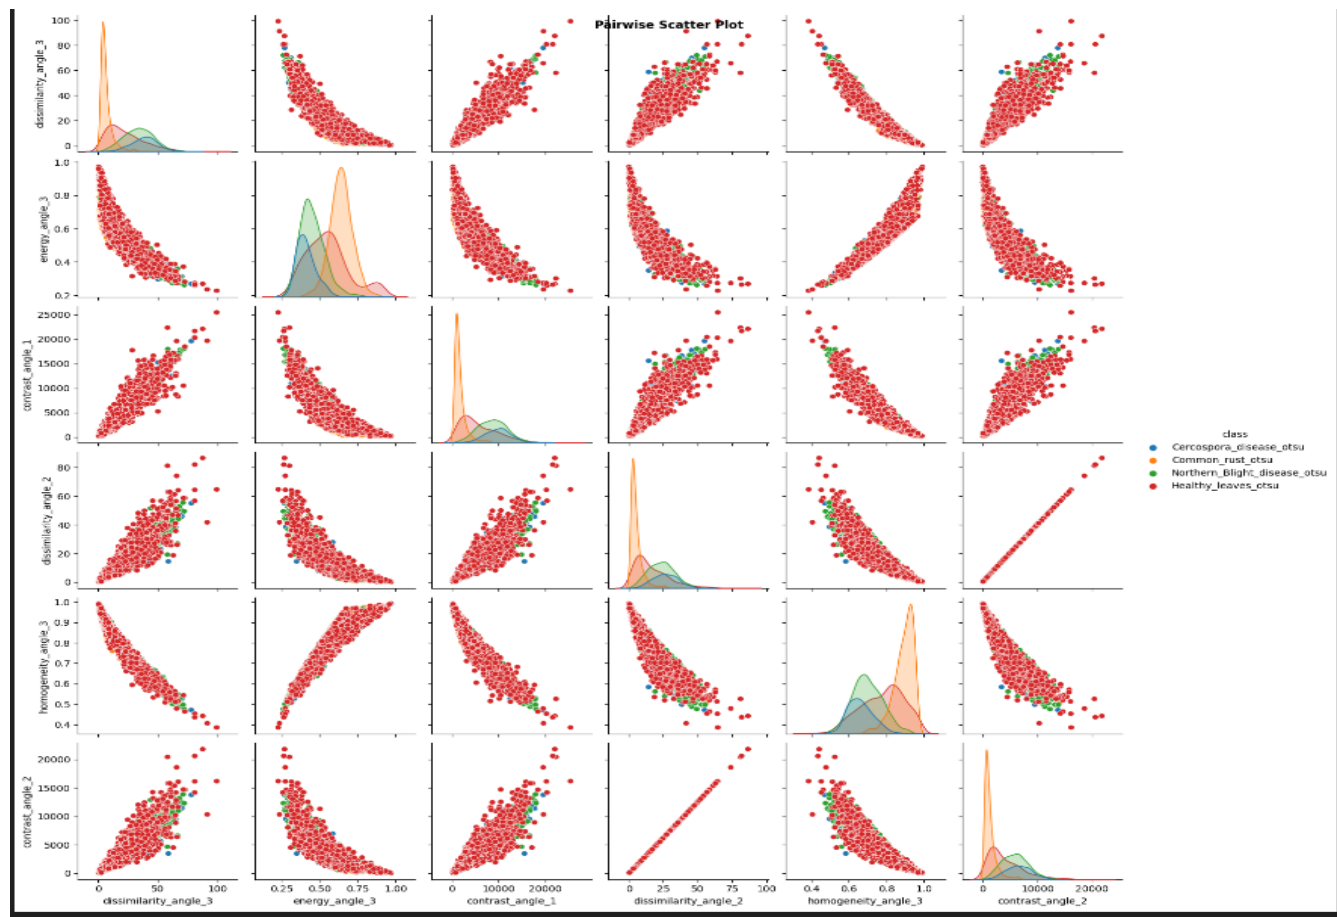 Pairwise Scatter Plot
dissimilarity_angle_3
100
80
60
40
20
0
energy_angle_3
1.0
0.8
0.6
0.4
0.2
contrast_angle_1
25000
20000
15000
10000
5000
0
dissimilarity_angle_2
80
60
40
20
0
homogeneity_angle_3
1.0
0.9
0.8
0.7
0.6
0.5
0.4
contrast_angle_2
20000
15000
10000
5000
0
0 50 100
0.25 0.50 0.75 1.00
0 10000 20000
0 25 50 75 100
0.4 0.6 0.8 1.0
0 10000 20000
dissimilarity_angle_3
energy_angle_3
contrast_angle_1
dissimilarity_angle_2
homogeneity_angle_3
contrast_angle_2
class
Cercospora_disease_otsu
Common_rust_otsu
Northern_Blight_disease_otsu
Healthy_leaves_otsu